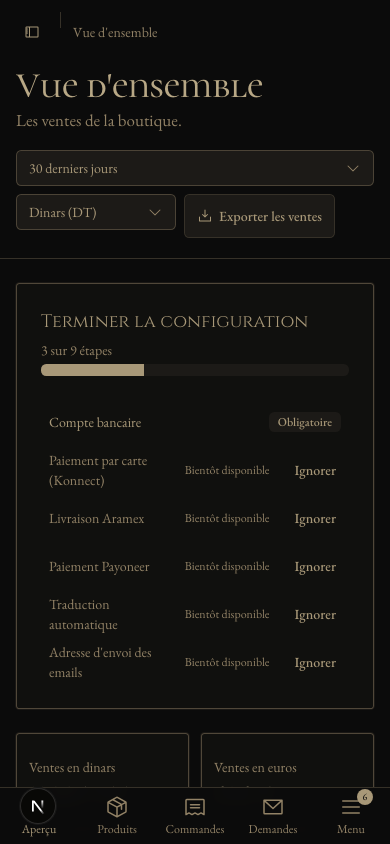 Vue d'ensemble
Vue d'ensemble
Les ventes de la boutique.
30 derniers jours
Dinars (DT)
Exporter les ventes
Terminer la configuration
3 sur 9 étapes
Compte bancaire
Obligatoire
Paiement par carte
(Konnect)
Bientôt disponible
Ignorer
Livraison Aramex
Bientôt disponible
Ignorer
Paiement Payoneer
Bientôt disponible
Ignorer
Traduction
automatique
Bientôt disponible
Ignorer
Adresse d'envoi des
emails
Bientôt disponible
Ignorer
Ventes en dinars
Ventes en euros
N
6
Aperçu
Produits
Commandes
Demandes
Menu